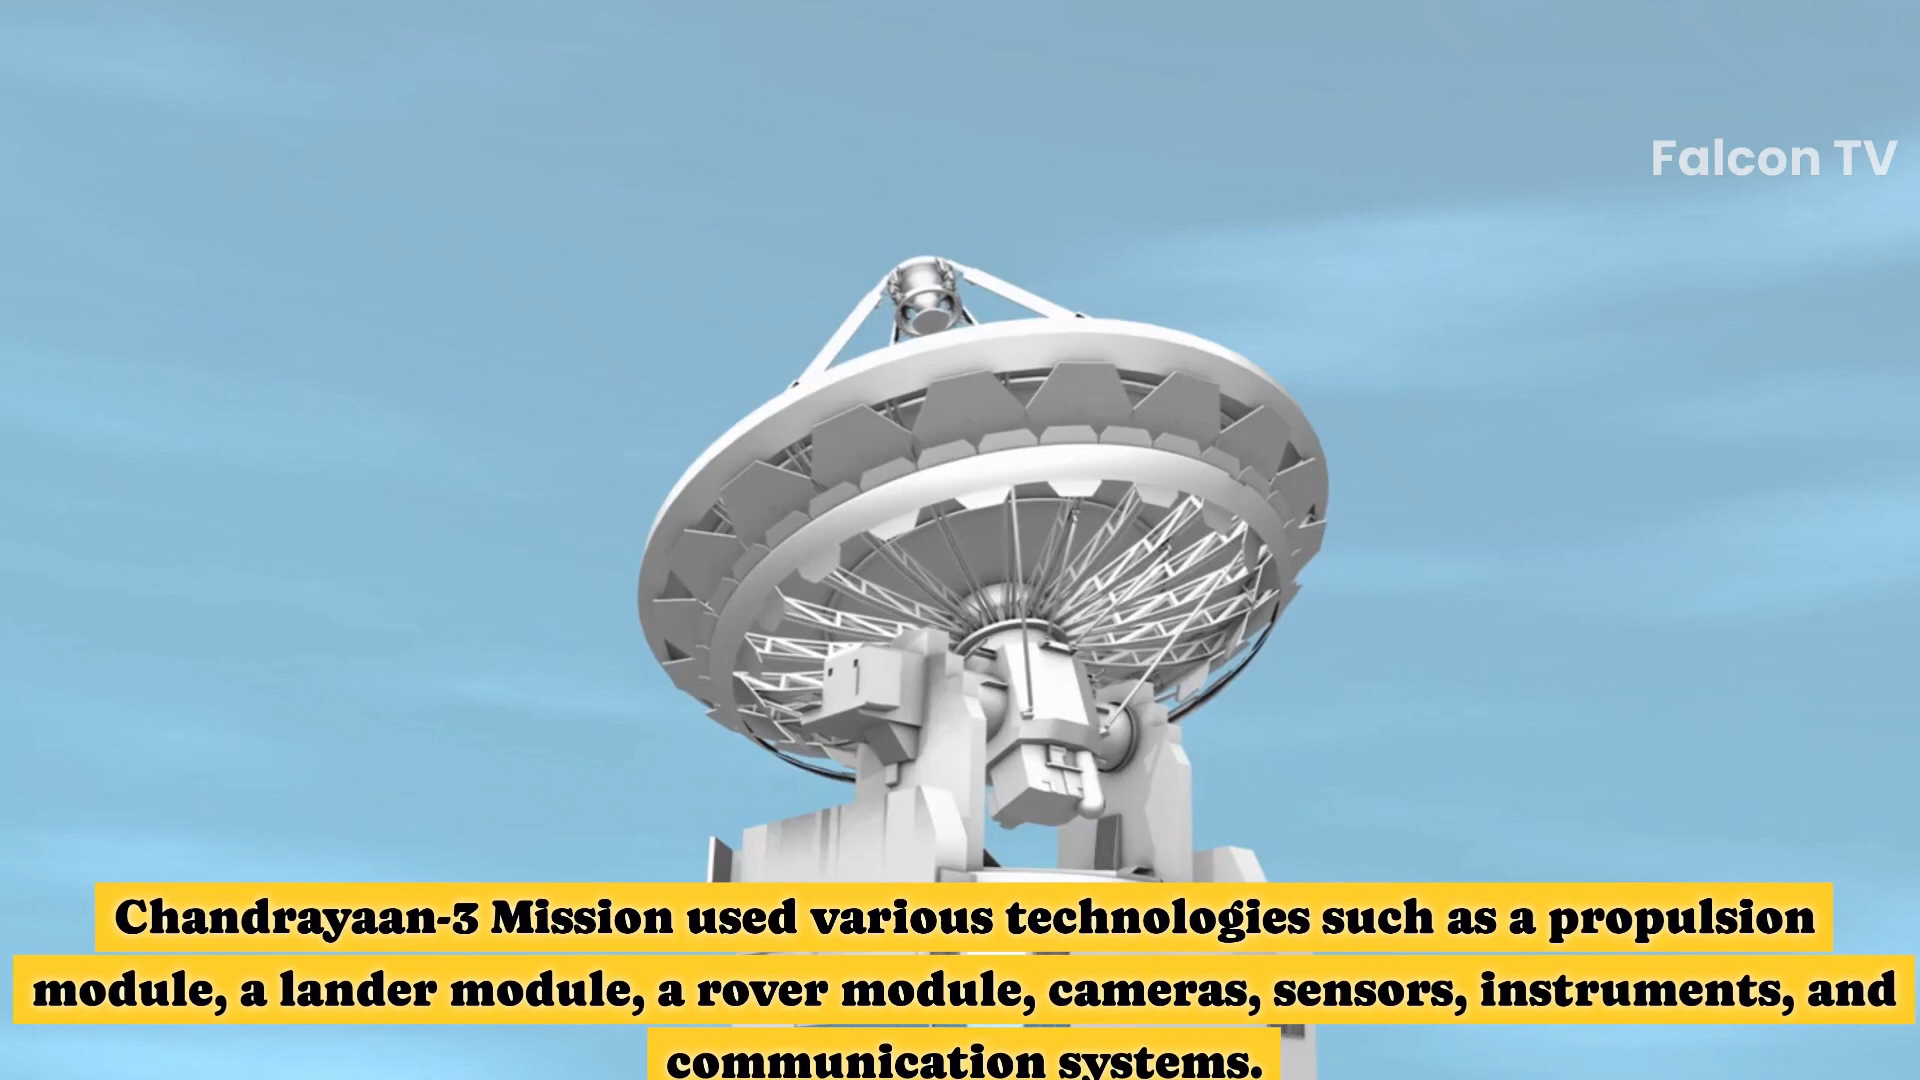 Falcon TV
Chandrayaan-3 Mission used various technologies such as a propulsion
module, a lander module, a rover module, cameras, sensors, instruments, and
communication systems.